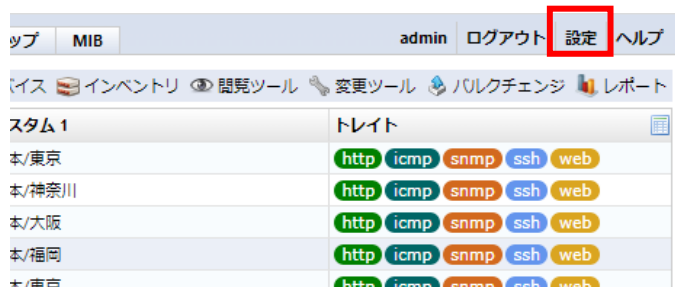 ップ MIB admin ログアウト 設定 ヘルプ
イス インベントリ 閲覧ツール 変更ツール バルクチェンジ レポート
スタム 1 トレイト
本/東京 http icmp snmp ssh web
本/神奈川 http icmp snmp ssh web
本/大阪 http icmp snmp ssh web
本/福岡 http icmp snmp ssh web
本/東京 http icmp snmp ssh web